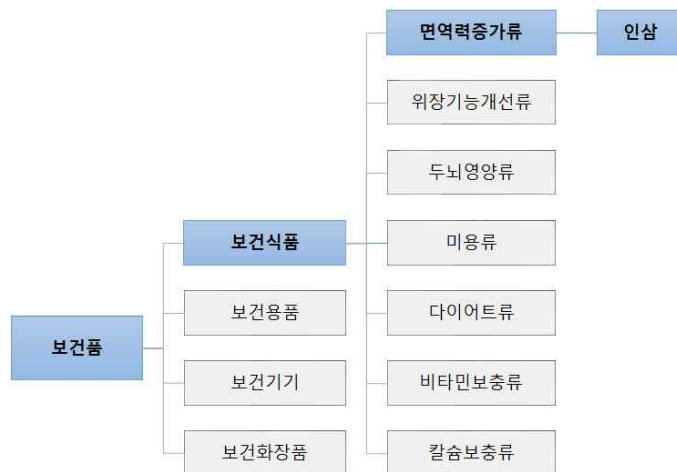 면역력증가류
인삼
위장기능개선류
두뇌영양류
보건식품
미용류
보건용품
다이어트류
보건품
보건기기
비타민보충류
보건화장품
칼슘보충류